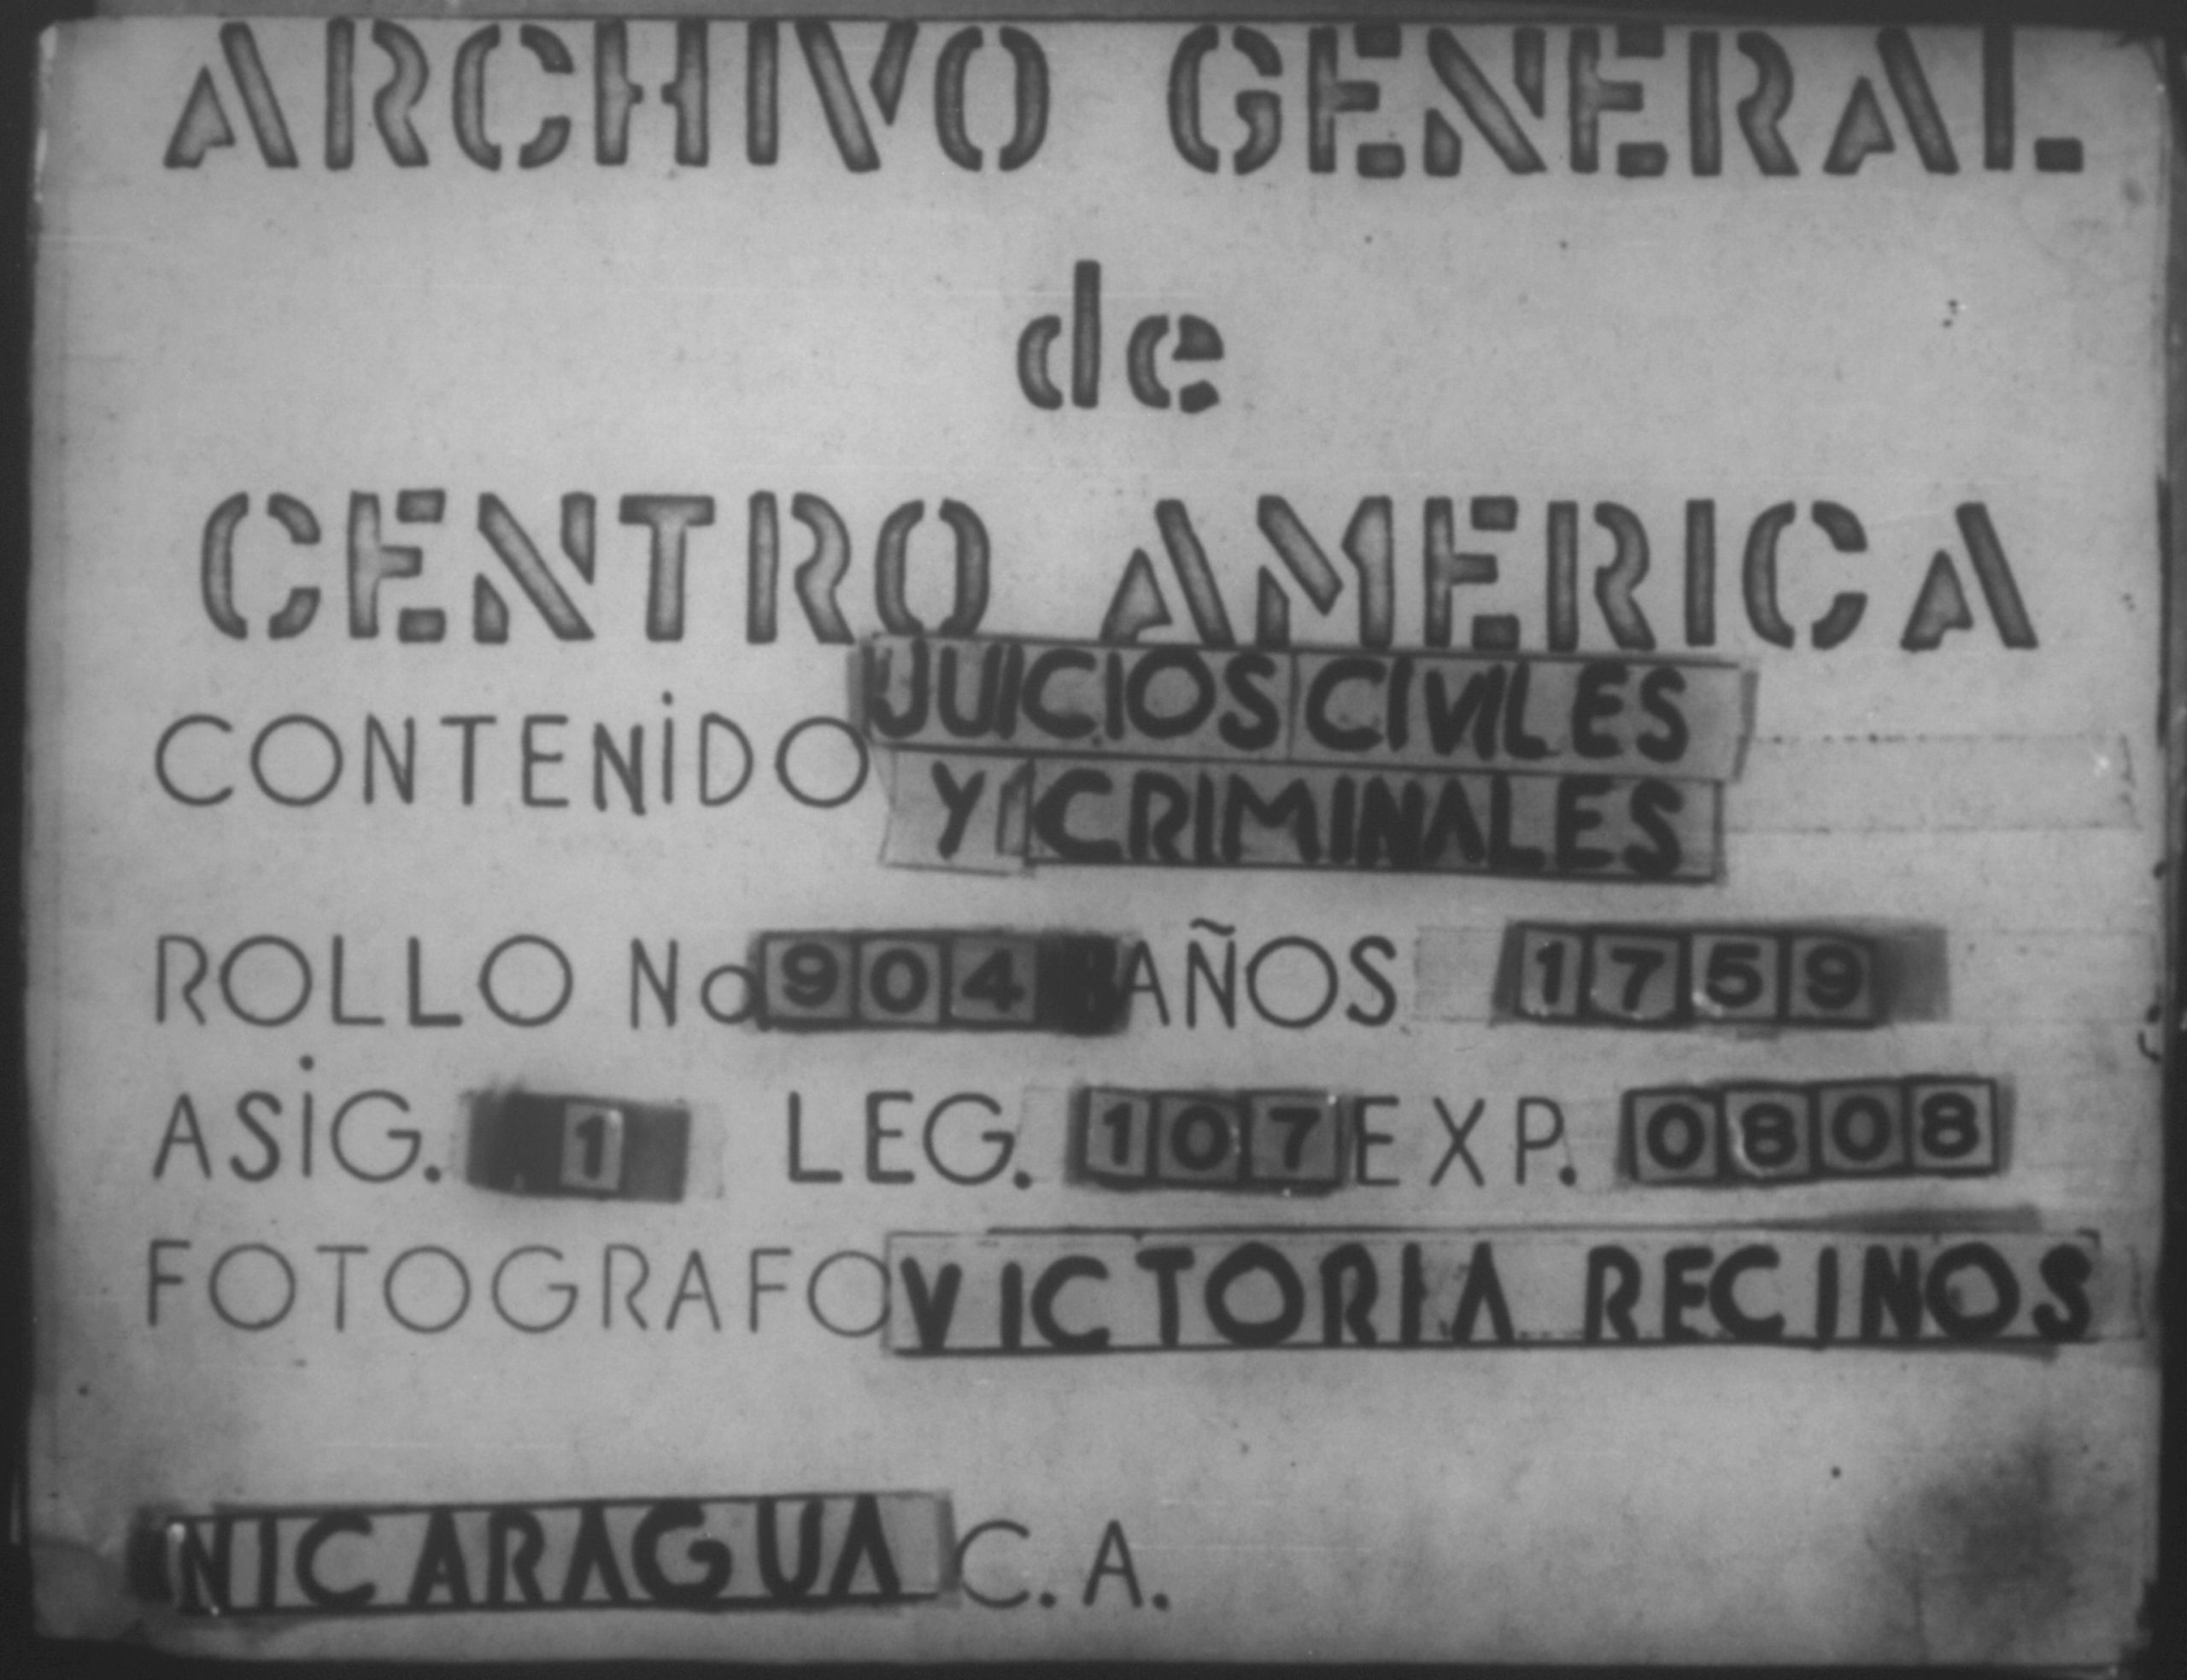 ARCHIVO GENERAL
de
CENTRO AMERICA
CONTENIDO JUICIOS CIVILES
Y CRIMINALES
ROLLO No 904 AÑOS 1759
ASIG. 1 LEG. 107 EXP. 0808
FOTOGRAFO VICTORIA RECINOS
NICARAGUA C. A.